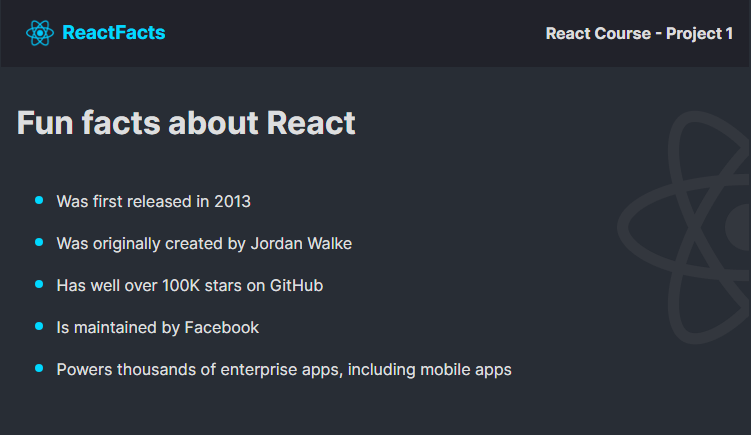 ReactFacts
React Course - Project 1
Fun facts about React
Was first released in 2013
Was originally created by Jordan Walke
Has well over 100K stars on GitHub
Is maintained by Facebook
Powers thousands of enterprise apps, including mobile apps